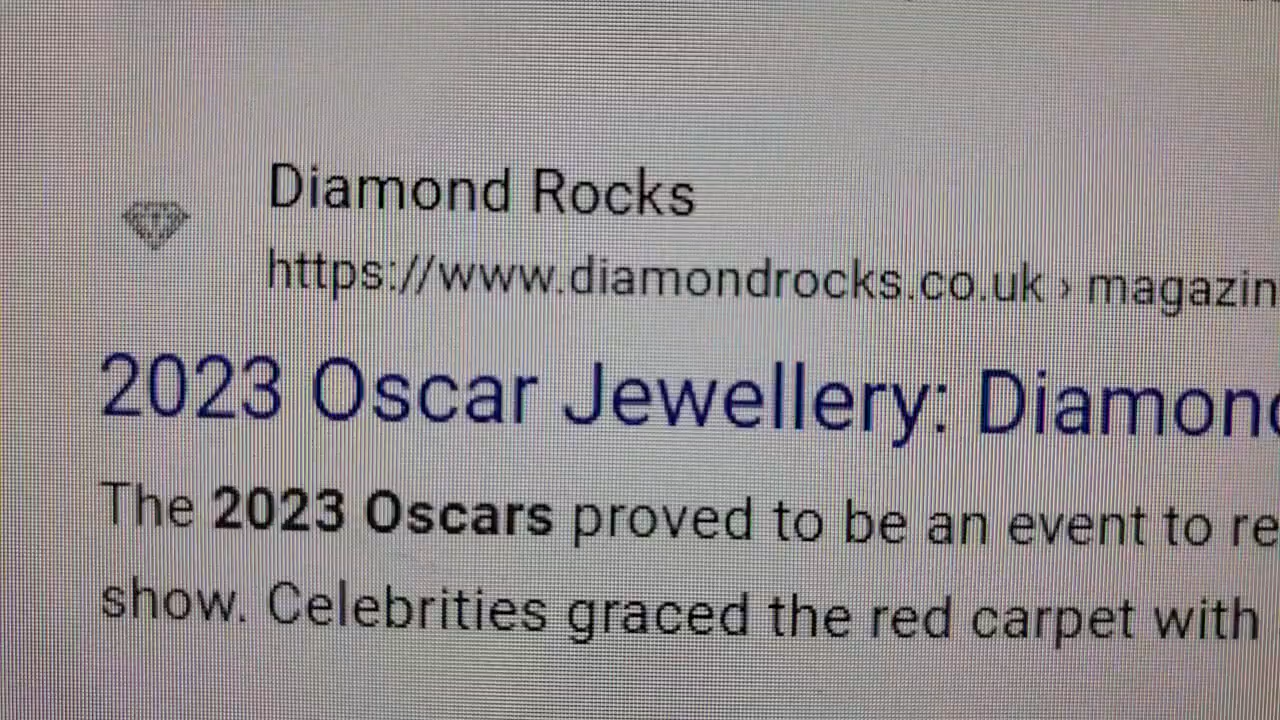 Diamond Rocks
https://www.diamondrocks.co.uk › magazin
2023 Oscar Jewellery: Diamond
The 2023 Oscars proved to be an event to re
show. Celebrities graced the red carpet with